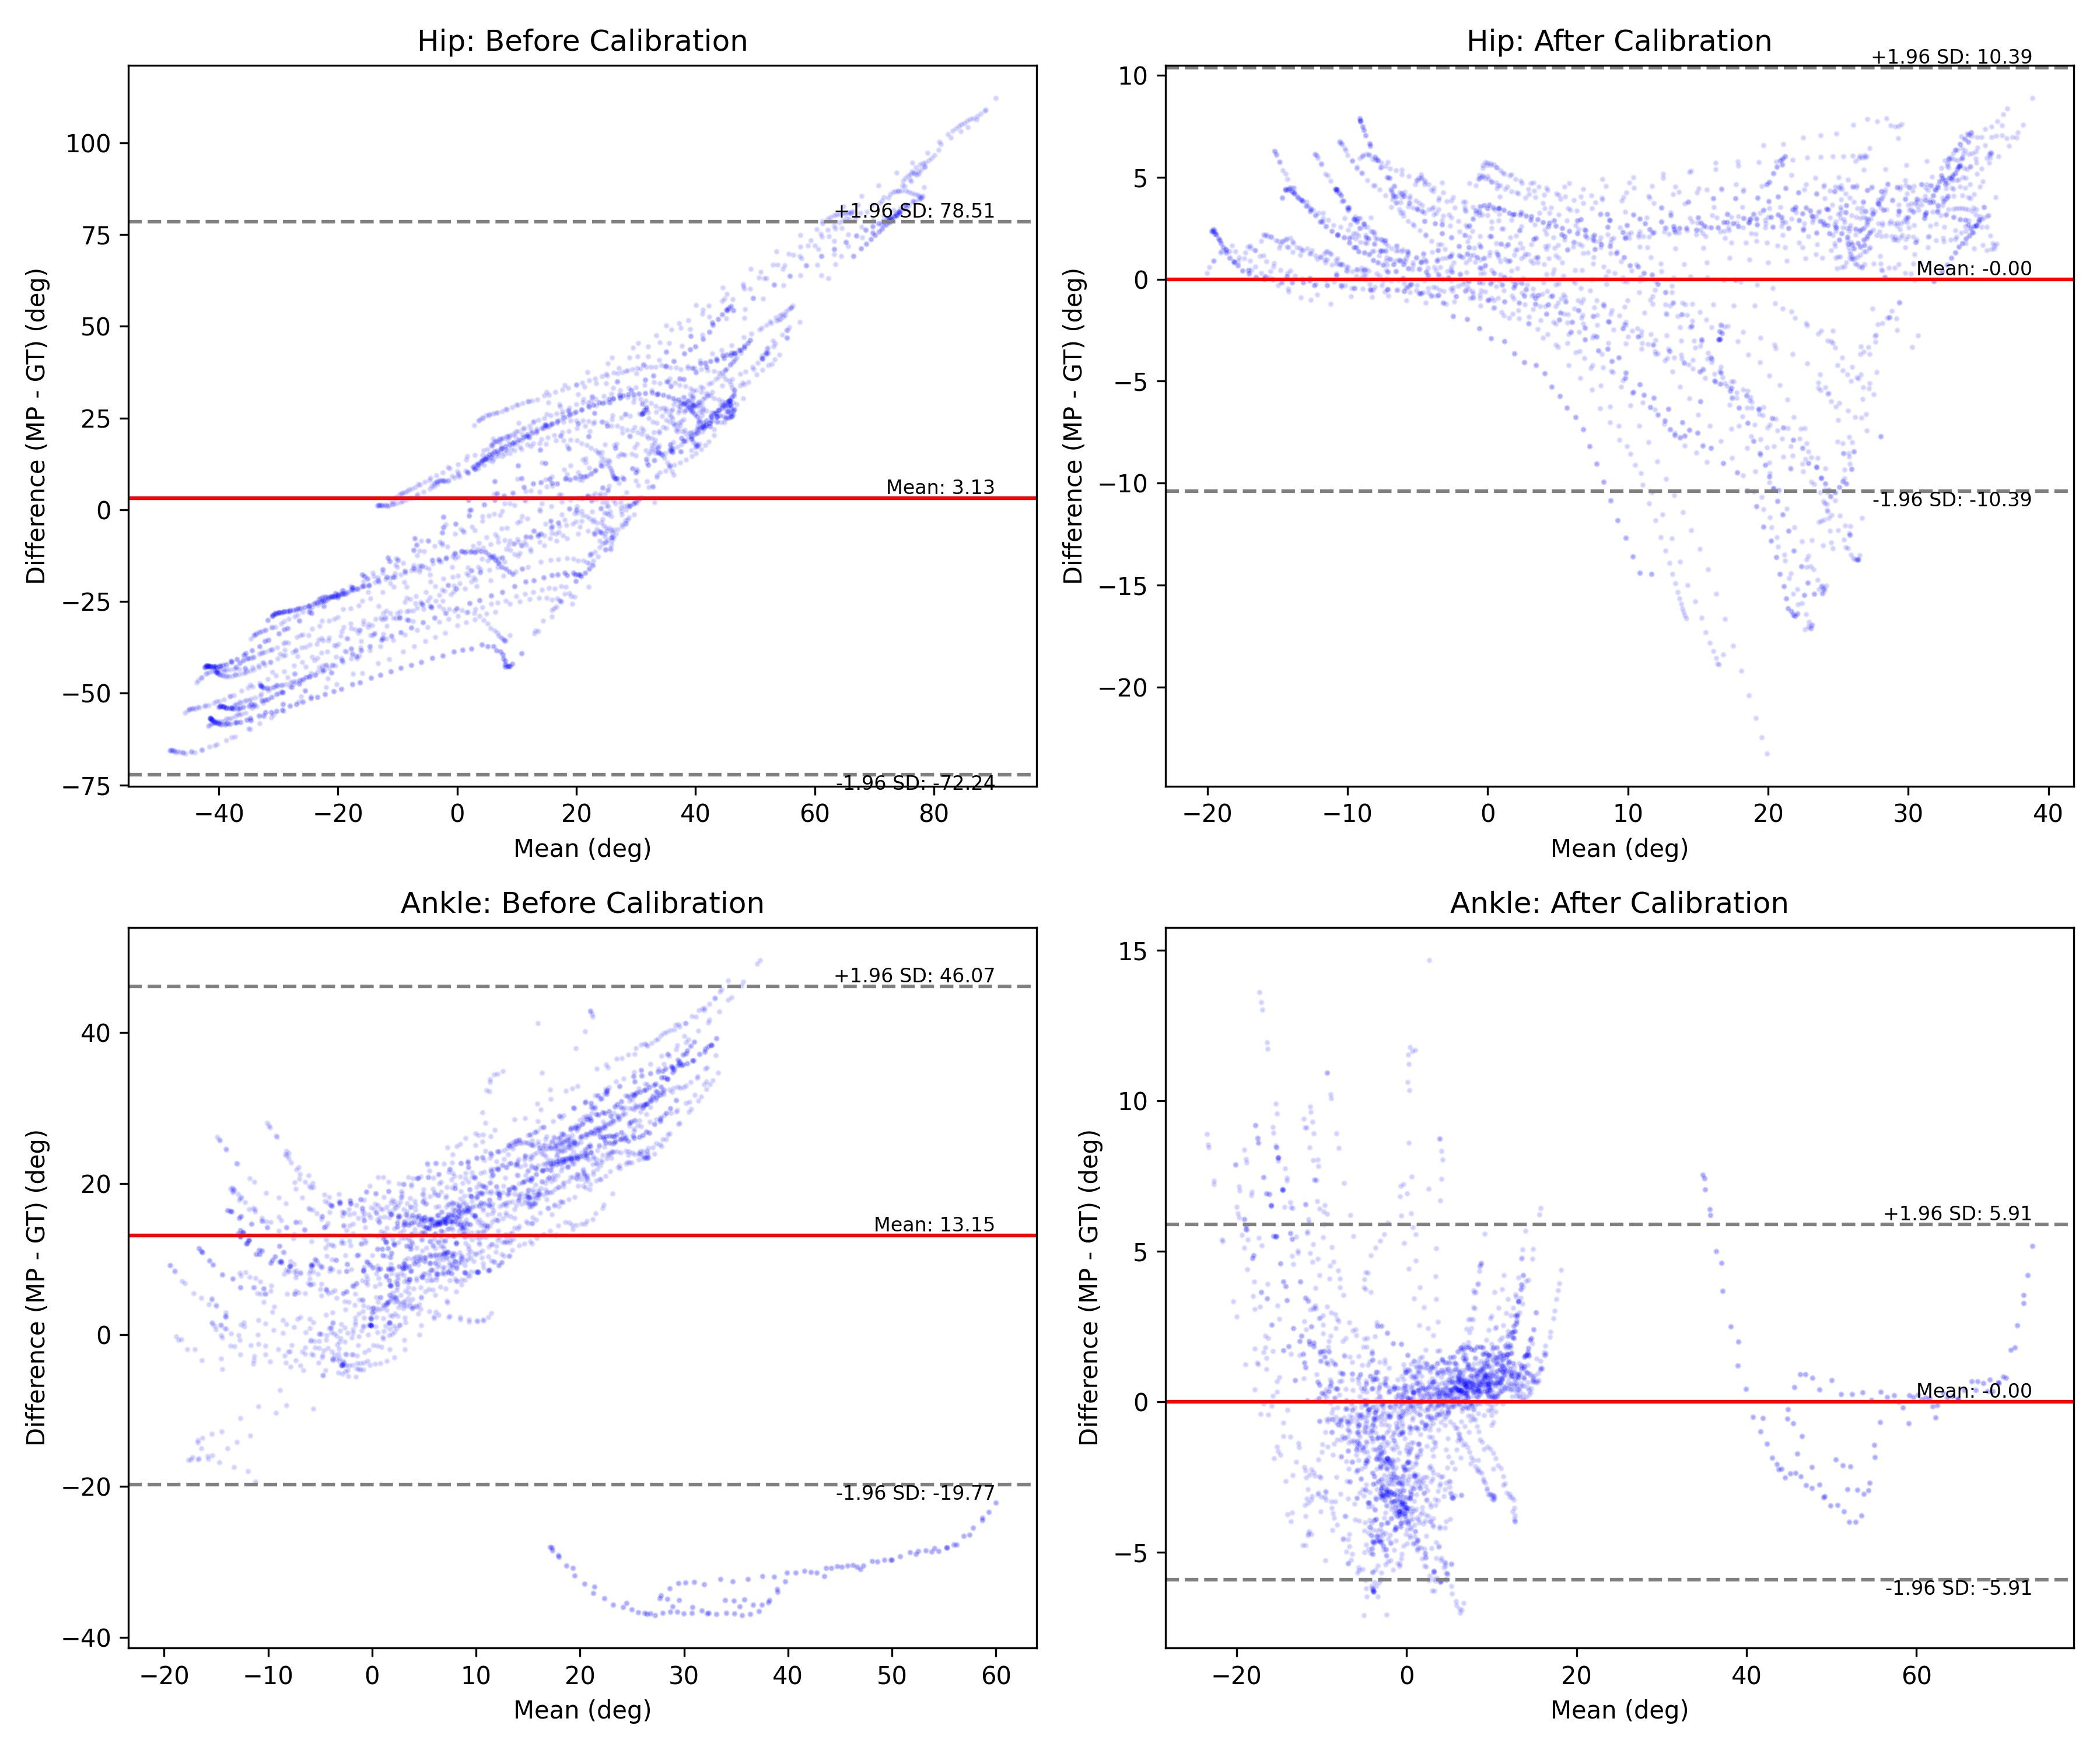 Hip: Before Calibration
Difference (MP - GT) (deg)
100
75
50
25
0
−25
−50
−75
+1.96 SD: 78.51
Mean: 3.13
-1.96 SD: -72.24
−40 −20 0 20 40 60 80
Mean (deg)
Hip: After Calibration
Difference (MP - GT) (deg)
10
5
0
−5
−10
−15
−20
+1.96 SD: 10.39
Mean: -0.00
-1.96 SD: -10.39
−20 −10 0 10 20 30 40
Mean (deg)
Ankle: Before Calibration
Difference (MP - GT) (deg)
40
20
0
−20
−40
+1.96 SD: 46.07
Mean: 13.15
-1.96 SD: -19.77
−20 −10 0 10 20 30 40 50 60
Mean (deg)
Ankle: After Calibration
Difference (MP - GT) (deg)
15
10
5
0
−5
+1.96 SD: 5.91
Mean: -0.00
-1.96 SD: -5.91
−20 0 20 40 60
Mean (deg)